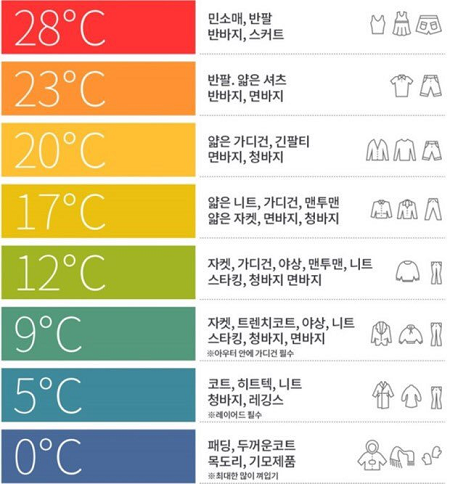 28°C
민소매, 반팔
반바지, 스커트
23°C
반팔, 얇은 셔츠
반바지, 면바지
20°C
얇은 가디건, 긴팔티
면바지, 청바지
17°C
얇은 니트, 가디건, 맨투맨
얇은 자켓, 면바지, 청바지
12°C
자켓, 가디건, 야상, 맨투맨, 니트
스타킹, 청바지 면바지
9°C
자켓, 트렌치코트, 야상, 니트
스타킹, 청바지, 면바지
※아우터 안에 가디건 필수
5°C
코트, 히트텍, 니트
청바지, 레깅스
※레이어드 필수
0°C
패딩, 두꺼운코트
목도리, 기모제품
※최대한 많이 껴입기